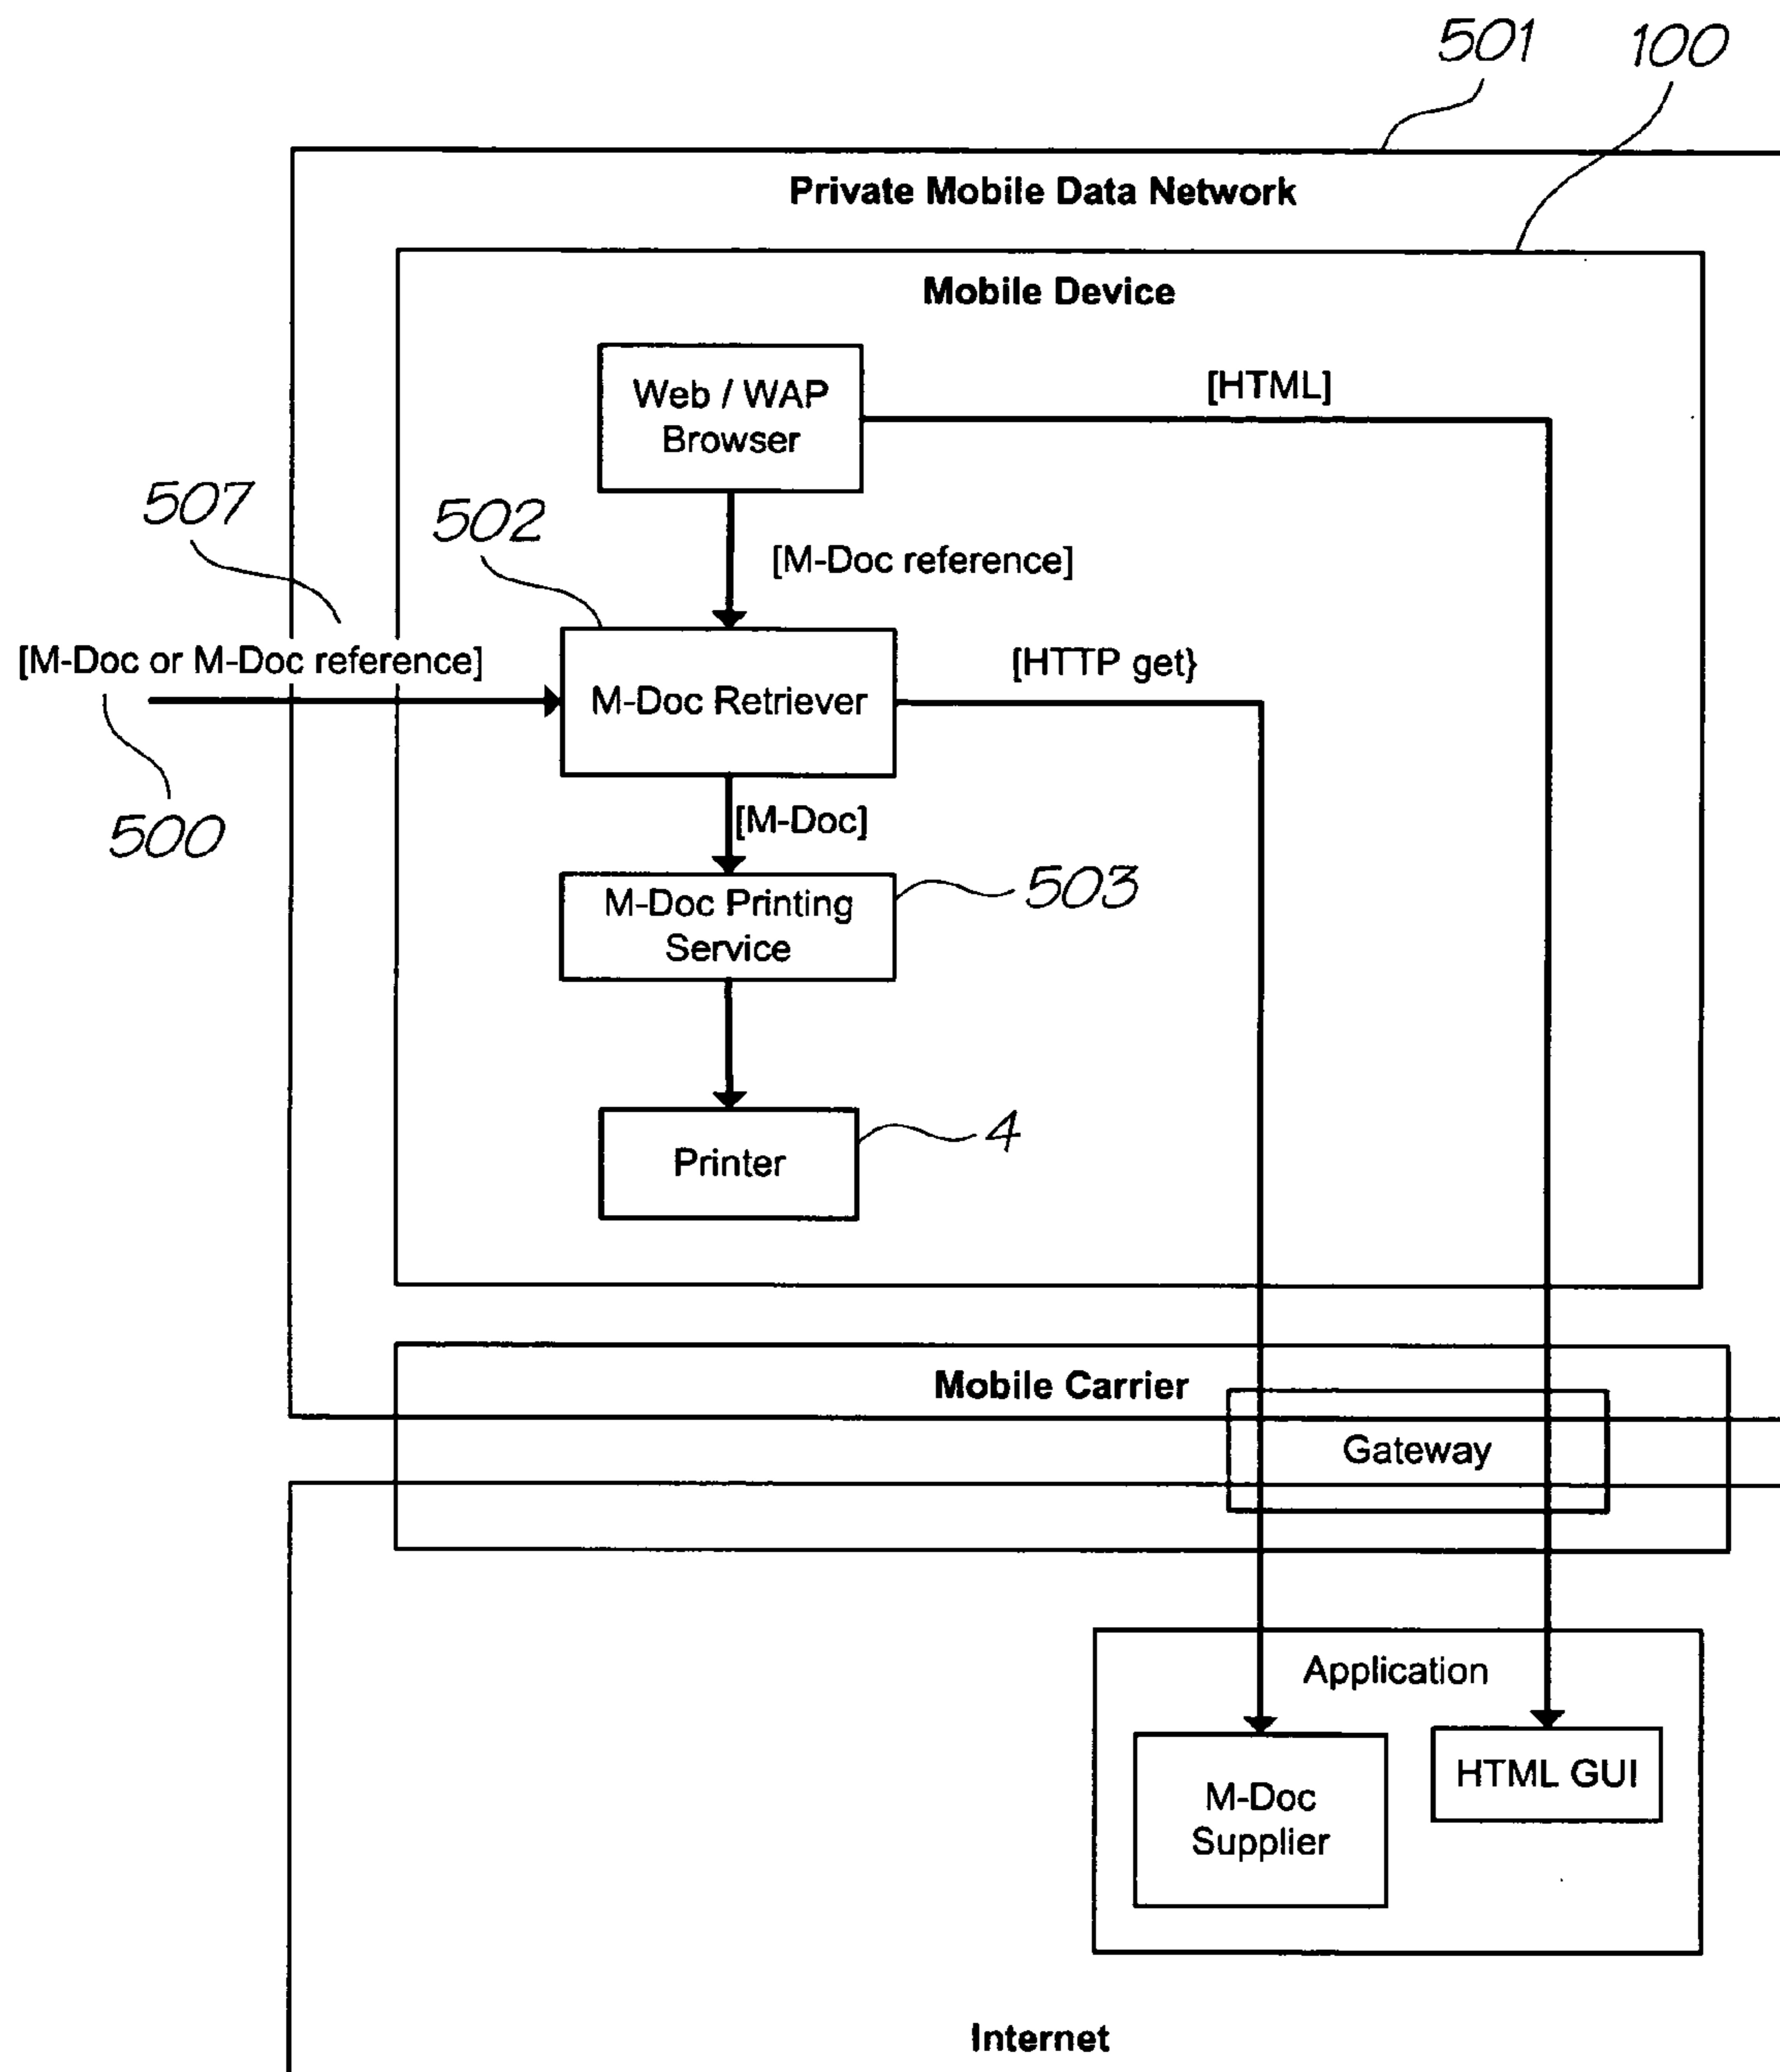 501
100
Private Mobile Data Network
Mobile Device
Web / WAP
Browser
[HTML]
507
502
[M-Doc reference]
[M-Doc or M-Doc reference]
M-Doc Retriever
[HTTP get}
500
[M-Doc]
M-Doc Printing
Service
503
Printer
4
Mobile Carrier
Gateway
Application
M-Doc
Supplier
HTML GUI
Internet